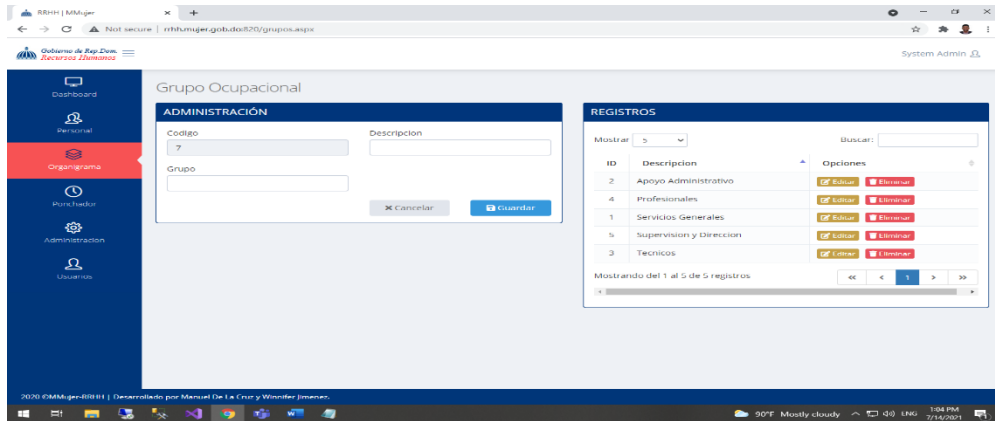 RRHH | MMujer
Not secure | rrhh.mujer.gob.do:820/grupos.aspx
Gobierno de Rep.Dom.
Recursos Humanos
System Admin
Dashboard
Personal
Organigrama
Ponchador
Administracion
Usuarios
Grupo Ocupacional
ADMINISTRACIÓN
Codigo
Descripcion
7
Grupo
Cancelar
Guardar
REGISTROS
Mostrar 5
Buscar:
ID Descripcion Opciones
2 Apoyo Administrativo Editar Eliminar
4 Profesionales Editar Eliminar
1 Servicios Generales Editar Eliminar
5 Supervision y Direccion Editar Eliminar
3 Tecnicos Editar Eliminar
Mostrando del 1 al 5 de 5 registros
« < 1 > »
2020 ©MMujer-RRHH | Desarrollado por Manuel De La Cruz y Winnifer Jimenez.
90°F Mostly cloudy ENG 1:04 PM
7/14/2021